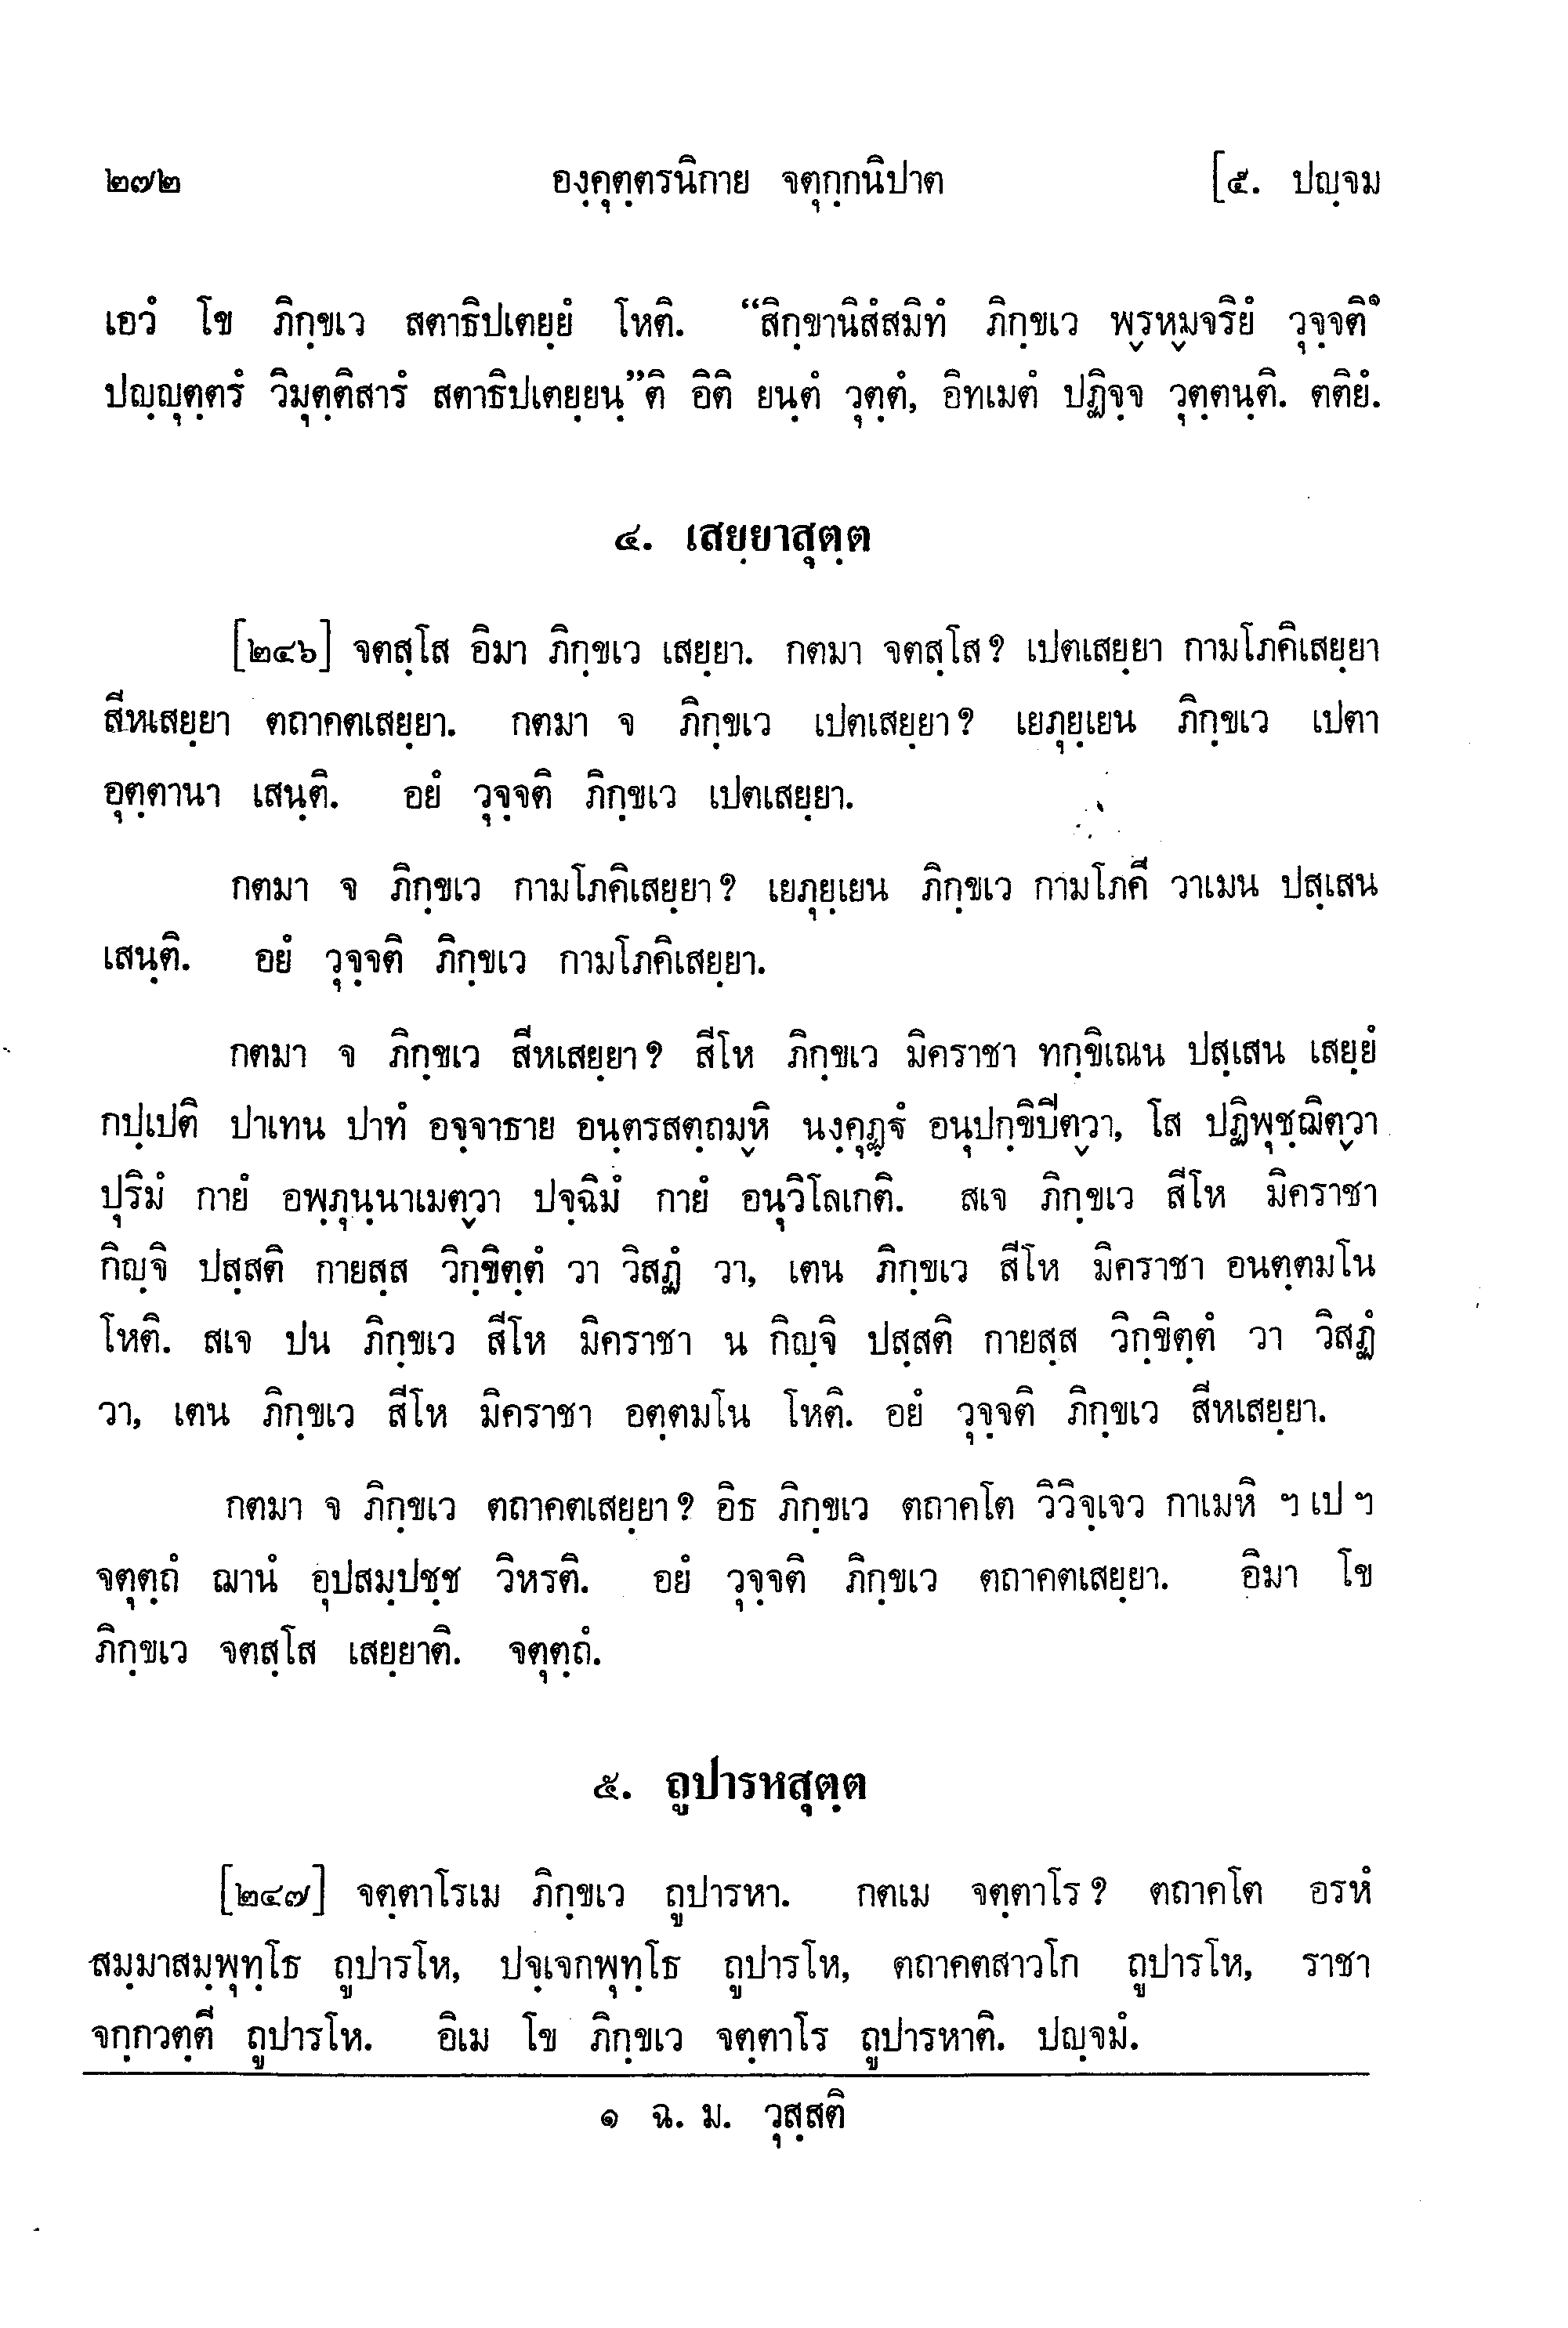 ๒๗๒ องฺคุตฺตรนิกาย จตุกฺกนิปาต [๕. ปญฺจม
เอวํ โข ภิกฺขเว สตาธิปเตยฺยํ โหติ. “สิกฺขานิสํสมิทํ ภิกฺขเว พฺรหฺมจริยํ วุจฺจติ๑
ปญฺญุตฺตรํ วิมุตฺติสารํ สตาธิปเตยฺยนฺ”ติ อิติ ยนฺตํ วุตฺตํ, อิทเมตํ ปฏิจฺจ วุตฺตนฺติ. ตติยํ.
๔. เสยฺยาสุตฺต
[๒๔๖] จตสฺโส อิมา ภิกฺขเว เสยฺยา. กตมา จตสฺโส? เปตเสยฺยา กามโภคิเสยฺยา
สีหเสยฺยา ตถาคตเสยฺยา. กตมา จ ภิกฺขเว เปตเสยฺยา? เยภุยฺเยน ภิกฺขเว เปตา
อุตฺตานา เสนฺติ. อยํ วุจฺจติ ภิกฺขเว เปตเสยฺยา.
กตมา จ ภิกฺขเว กามโภคิเสยฺยา? เยภุยฺเยน ภิกฺขเว กามโภคี วาเมน ปสฺเสน
เสนฺติ. อยํ วุจฺจติ ภิกฺขเว กามโภคิเสยฺยา.
กตมา จ ภิกฺขเว สีหเสยฺยา? สีโห ภิกฺขเว มิคราชา ทกฺขิเณน ปสฺเสน เสยฺยํ
กปฺเปติ ปาเทน ปาทํ อจฺจาธาย อนฺตรสตฺถมฺหิ นงฺคุฏฺฐํ อนุปกฺขิปีตฺวา, โส ปฏิพุชฺฌิตฺวา
ปุริมํ กายํ อพฺภุนฺนาเมตฺวา ปจฺฉิมํ กายํ อนุวิโลเกติ. สเจ ภิกฺขเว สีโห มิคราชา
กิญฺจิ ปสฺสติ กายสฺส วิกฺขิตฺตํ วา วิสฏํ วา, เตน ภิกฺขเว สีโห มิคราชา อนตฺตมโน
โหติ. สเจ ปน ภิกฺขเว สีโห มิคราชา น กิญฺจิ ปสฺสติ กายสฺส วิกฺขิตฺตํ วา วิสฏํ
วา, เตน ภิกฺขเว สีโห มิคราชา อตฺตมโน โหติ. อยํ วุจฺจติ ภิกฺขเว สีหเสยฺยา.
กตมา จ ภิกฺขเว ตถาคตเสยฺยา? อิธ ภิกฺขเว ตถาคโต วิวิจฺเจว กาเมหิ ฯ เป ฯ
จตุตฺถํ ฌานํ อุปสมฺปชฺช วิหรติ. อยํ วุจฺจติ ภิกฺขเว ตถาคตเสยฺยา. อิมา โข
ภิกฺขเว จตสฺโส เสยฺยาติ. จตุตฺถํ.
๕. ถูปารหสุตฺต
[๒๔๗] จตฺตาโรเม ภิกฺขเว ถูปารหา. กตเม จตฺตาโร? ตถาคโต อรหํ
สมฺมาสมฺพุทฺโธ ถูปารโห, ปจฺเจกพุทฺโธ ถูปารโห, ตถาคตสาวโก ถูปารโห, ราชา
จกฺกวตฺตี ถูปารโห. อิเม โข ภิกฺขเว จตฺตาโร ถูปารหาติ. ปญฺจมํ.
๑ ฉ. ม. วุสฺสติ